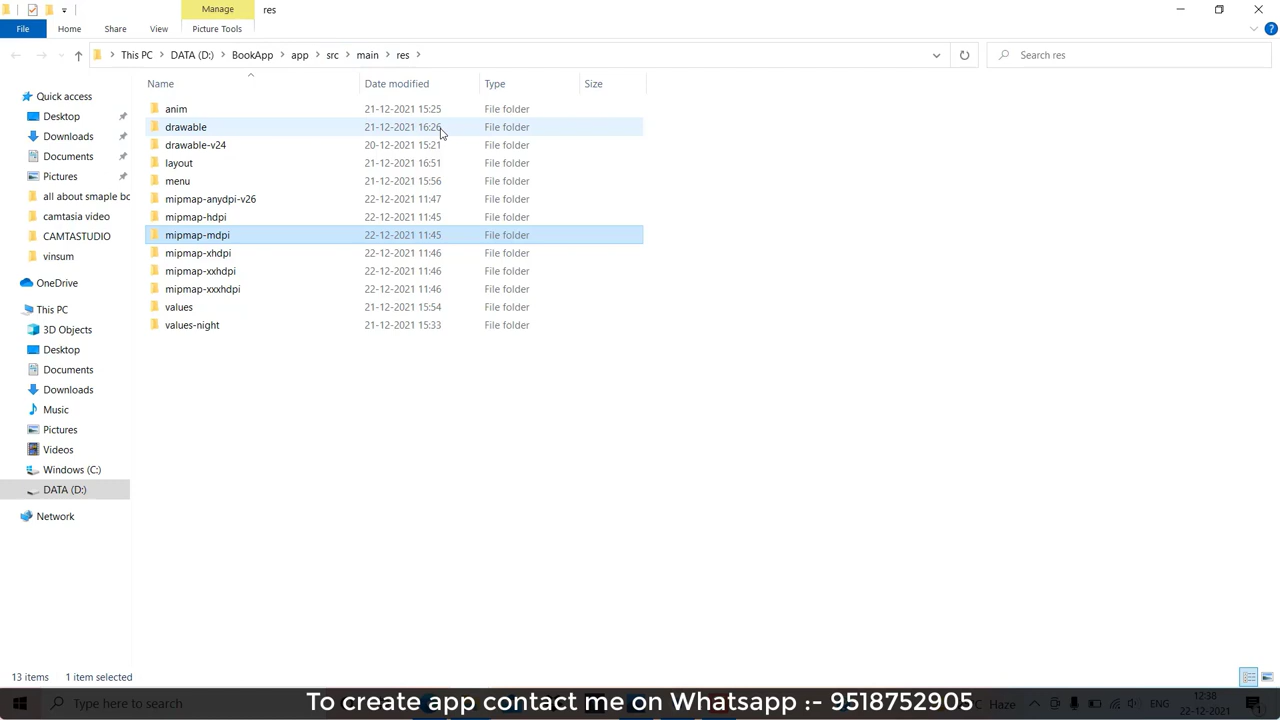 Manage
res
File
Home
Share
View
Picture Tools
This PC
DATA (D:)
BookApp
app
src
main
res
Search res
Name
Date modified
Type
Size
Quick access
Desktop
Downloads
Documents
Pictures
all about smaple bo
camtasia video
CAMTASTUDIO
vinsum
OneDrive
This PC
3D Objects
Desktop
Documents
Downloads
Music
Pictures
Videos
Windows (C:)
DATA (D:)
Network
anim 21-12-2021 15:25 File folder
drawable 21-12-2021 16:26 File folder
drawable-v24 20-12-2021 15:21 File folder
layout 21-12-2021 16:51 File folder
menu 21-12-2021 15:56 File folder
mipmap-anydpi-v26 22-12-2021 11:47 File folder
mipmap-hdpi 22-12-2021 11:45 File folder
mipmap-mdpi 22-12-2021 11:45 File folder
mipmap-xhdpi 22-12-2021 11:46 File folder
mipmap-xxhdpi 22-12-2021 11:46 File folder
mipmap-xxxhdpi 22-12-2021 11:46 File folder
values 21-12-2021 15:54 File folder
values-night 21-12-2021 15:33 File folder
13 items
1 item selected
Type here to search
To create app contact me on Whatsapp :- 9518752905
Haze
ENG
12:38
22-12-2021